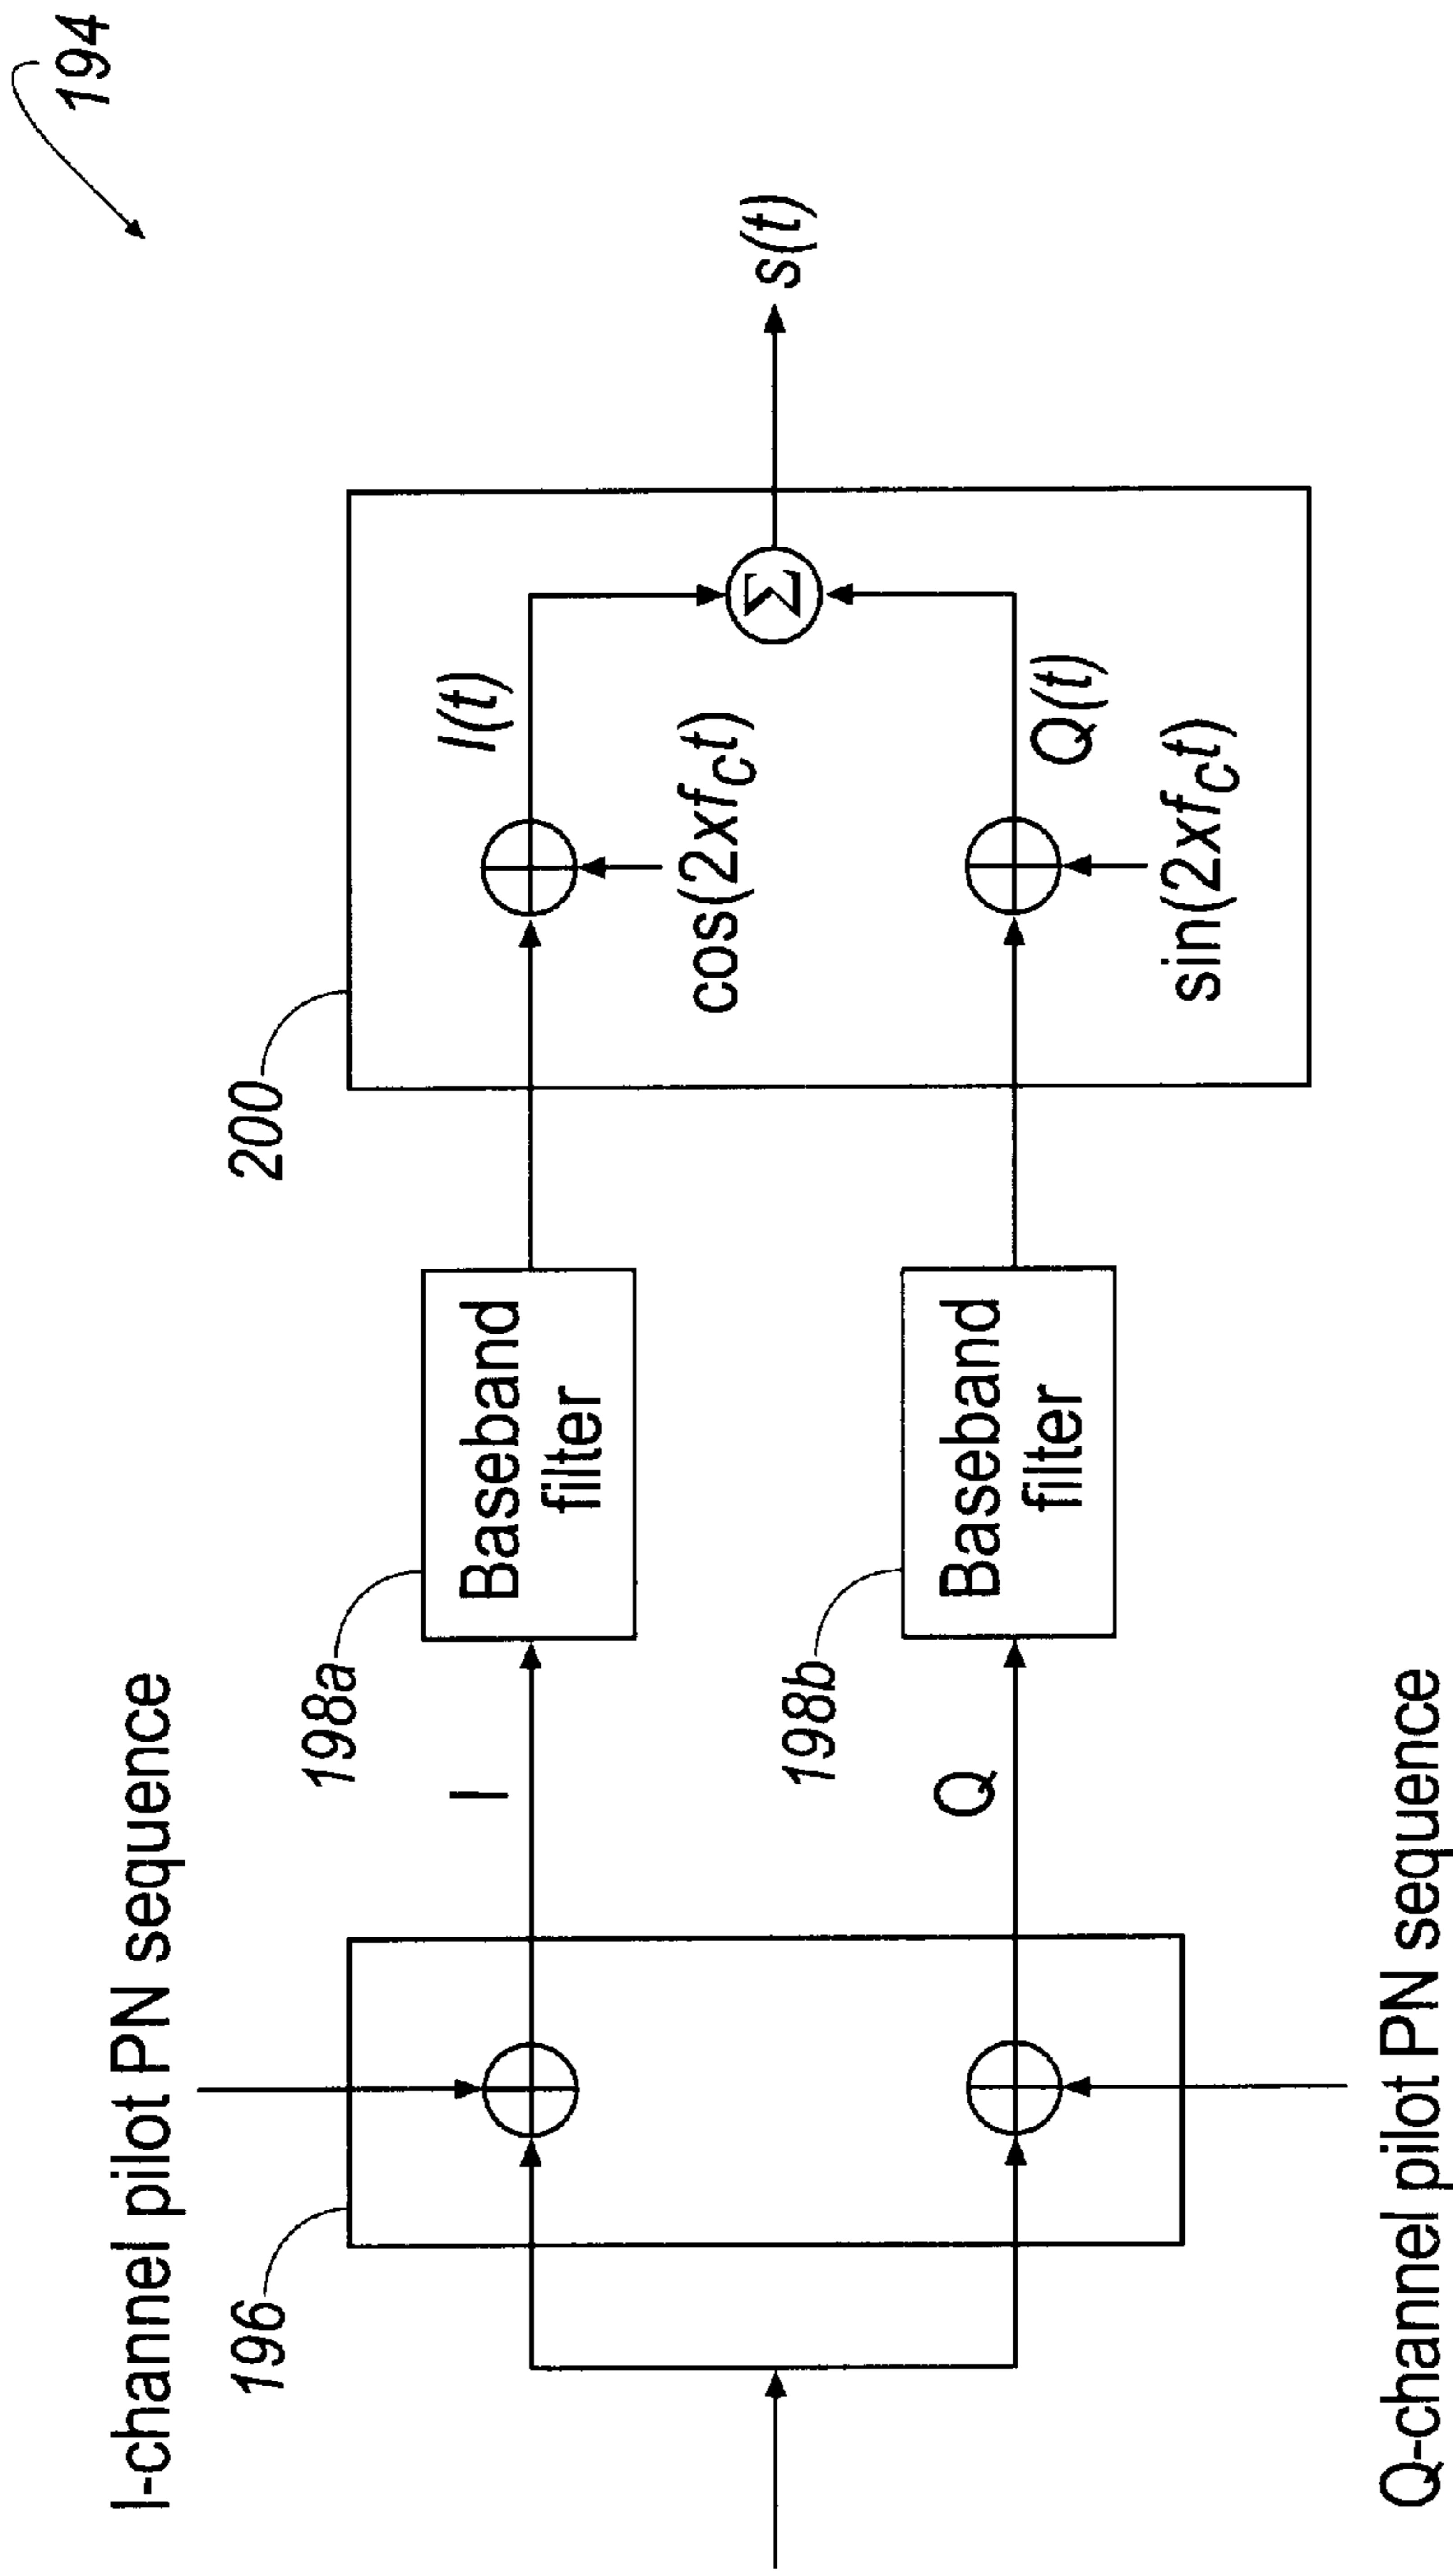 194
I-channel pilot PN sequence
196
I
198a
Baseband
filter
200
I(t)
cos(2xf_ct)
Σ
s(t)
Q
198b
Baseband
filter
Q(t)
sin(2xf_ct)
Q-channel pilot PN sequence